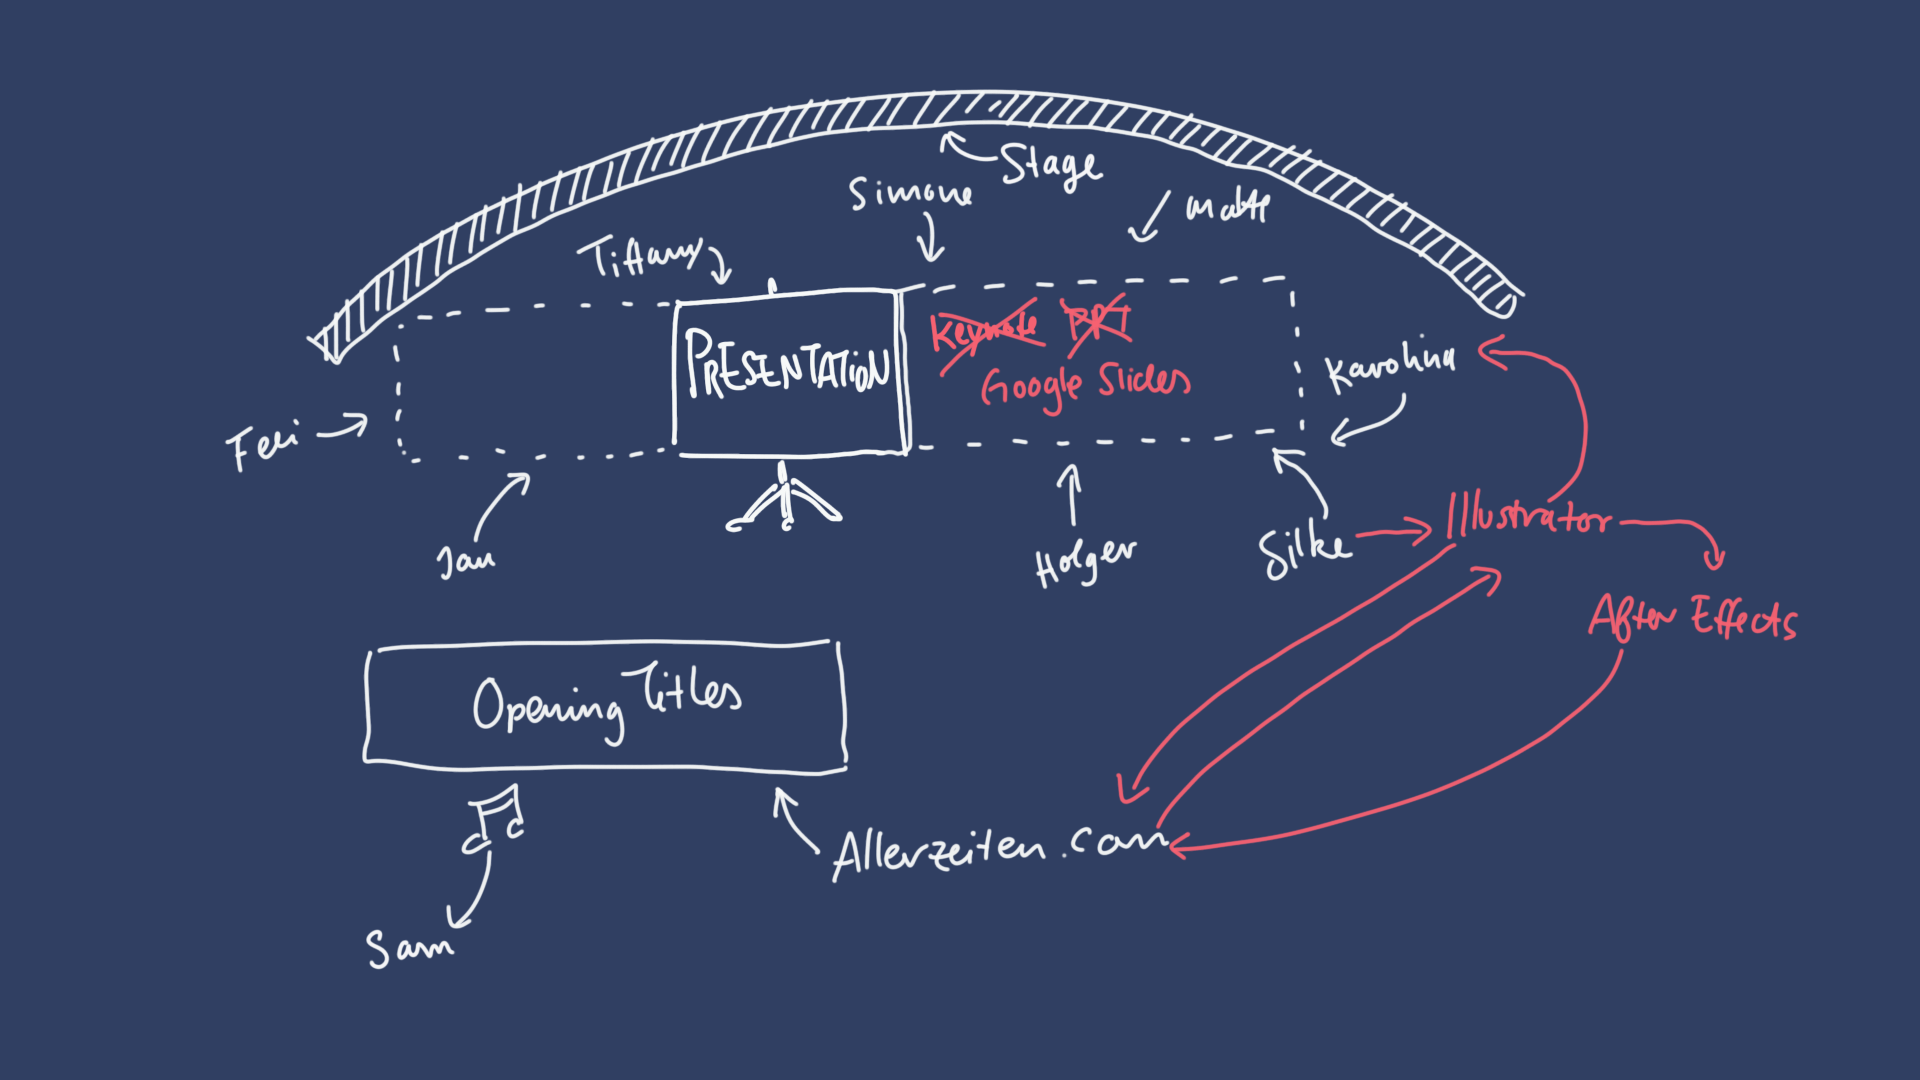 Stage
Simone
Matte
Tiffany
Keynote PPT
PRESENTATiON
Google Slides
Karolina
Feli
Illustrator
Jan
Holger
Silke
After Effects
Opening Titles
Allerzeiten.com
Sam